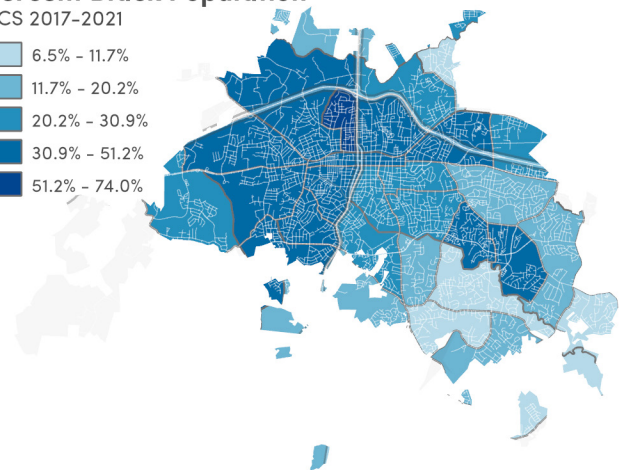 CS 2017-2021
6.5% - 11.7%
11.7% - 20.2%
20.2% - 30.9%
30.9% - 51.2%
51.2% - 74.0%